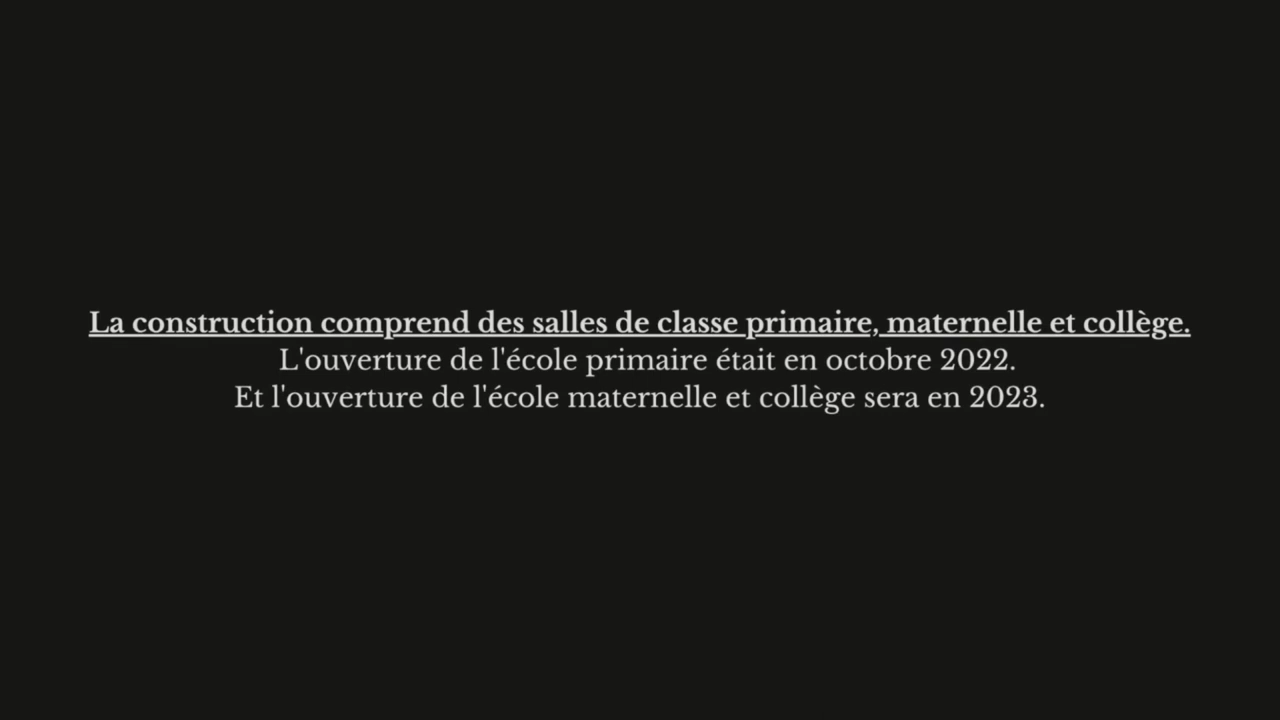 La construction comprend des salles de classe primaire, maternelle et collège.
L'ouverture de l'école primaire était en octobre 2022.
Et l'ouverture de l'école maternelle et collège sera en 2023.